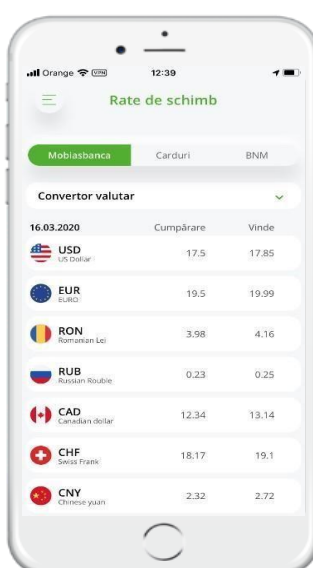 Orange VPN 12:39
Rate de schimb
Mobiasbanca Carduri BNM
Convertor valutar
16.03.2020 Cumpărare Vinde
USD 17.5 17.85
US Dollar
EUR 19.5 19.99
EURO
RON 3.98 4.16
Romanian Lei
RUB 0.23 0.25
Russian Rouble
CAD 12.34 13.14
Canadian dollar
CHF 18.17 19.1
Swiss Frank
CNY 2.32 2.72
Chinese yuan